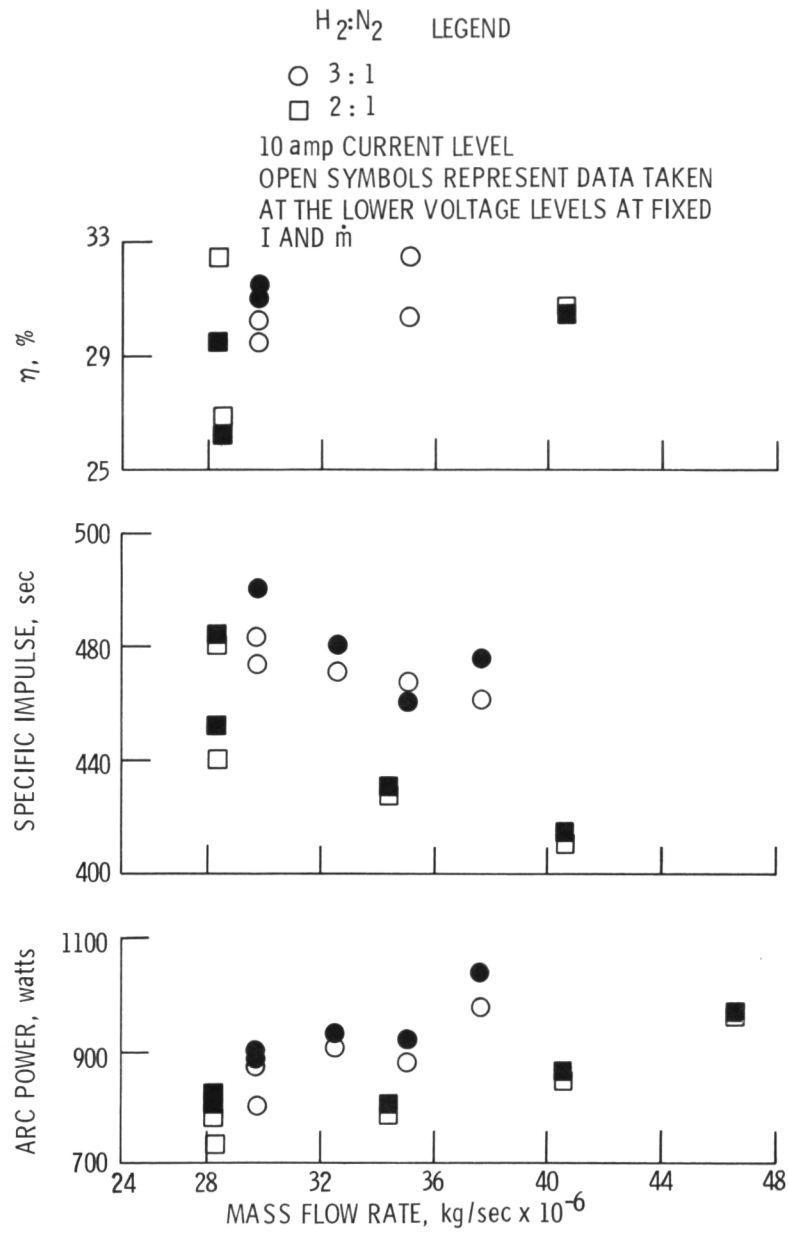 H2:N2 LEGEND
3:1
2:1
10 amp CURRENT LEVEL
OPEN SYMBOLS REPRESENT DATA TAKEN
AT THE LOWER VOLTAGE LEVELS AT FIXED
I AND ṁ
33
29
25
η, %
500
480
440
400
SPECIFIC IMPULSE, sec
1100
900
700
ARC POWER, watts
24 28 32 36 40 44 48
MASS FLOW RATE, kg/sec x 10⁻⁶